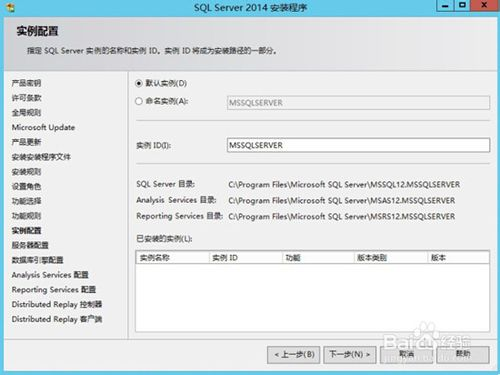 SQL Server 2014 安装程序
实例配置
指定 SQL Server 实例的名称和实例 ID。实例 ID 将成为安装路径的一部分。
产品密钥
许可条款
全局规则
Microsoft Update
产品更新
安装安装程序文件
安装规则
设置角色
功能选择
功能规则
实例配置
服务器配置
数据库引擎配置
Analysis Services 配置
Reporting Services 配置
Distributed Replay 控制器
Distributed Replay 客户端
默认实例(D)
命名实例(A): MSSQLSERVER
实例 ID(I): MSSQLSERVER
SQL Server 目录: C:\Program Files\Microsoft SQL Server\MSSQL12.MSSQLSERVER
Analysis Services 目录: C:\Program Files\Microsoft SQL Server\MSAS12.MSSQLSERVER
Reporting Services 目录: C:\Program Files\Microsoft SQL Server\MSRS12.MSSQLSERVER
已安装的实例(L):
实例名称 实例 ID 功能 版本类别 版本
< 上一步(B) 下一步(N) > 取消 帮助
Baidu 经验